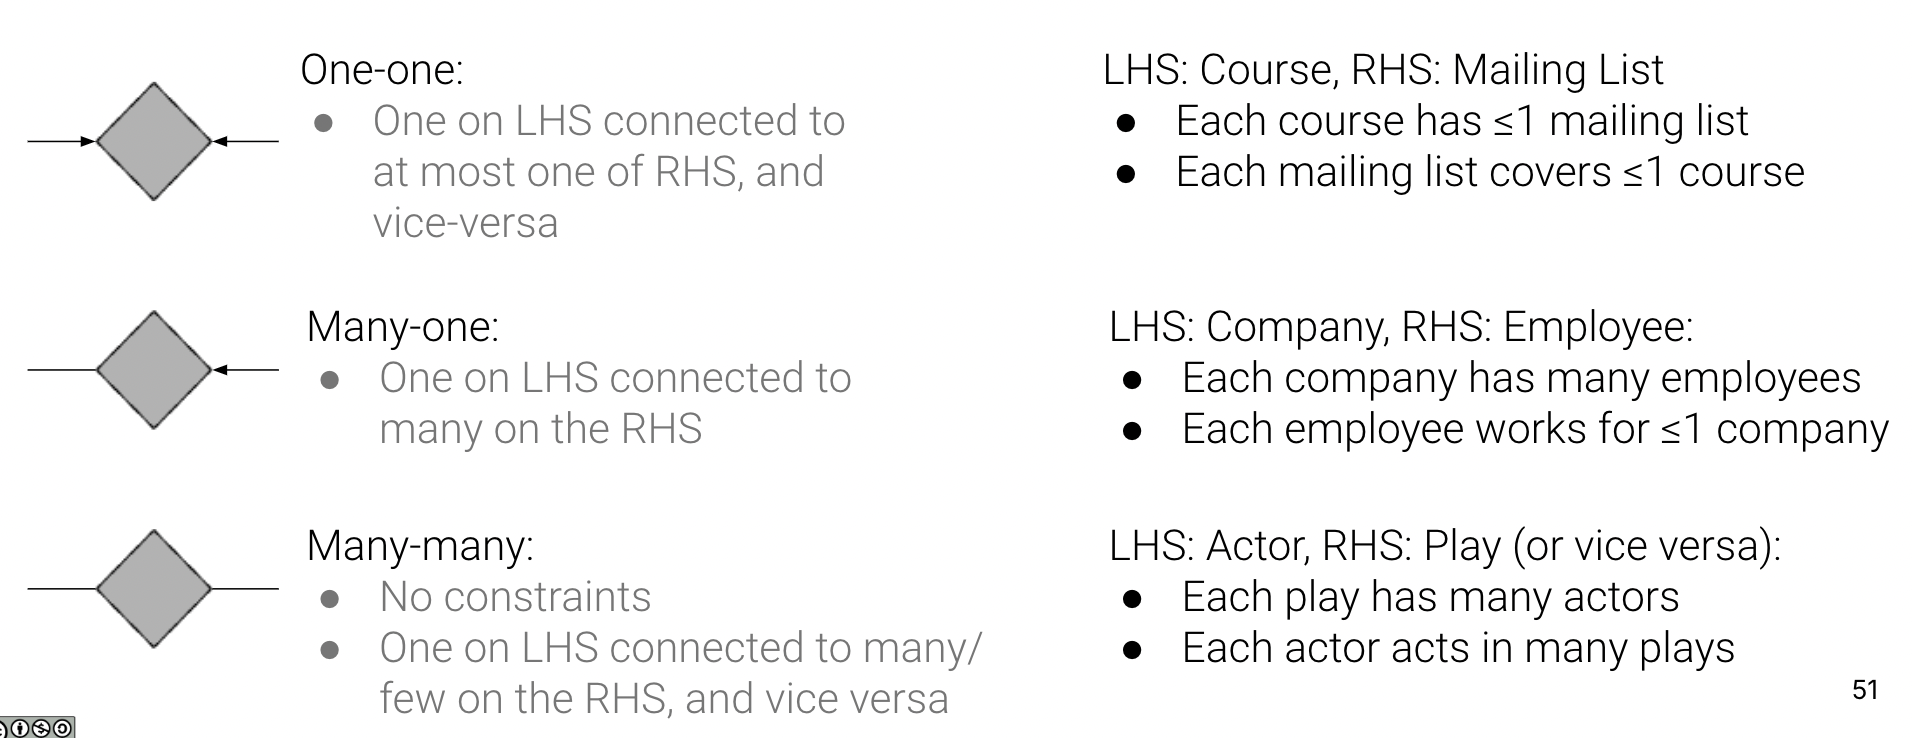 One-one:
● One on LHS connected to
at most one of RHS, and
vice-versa
LHS: Course, RHS: Mailing List
● Each course has ≤1 mailing list
● Each mailing list covers ≤1 course
Many-one:
● One on LHS connected to
many on the RHS
LHS: Company, RHS: Employee:
● Each company has many employees
● Each employee works for ≤1 company
Many-many:
● No constraints
● One on LHS connected to many/
few on the RHS, and vice versa
LHS: Actor, RHS: Play (or vice versa):
● Each play has many actors
● Each actor acts in many plays
51